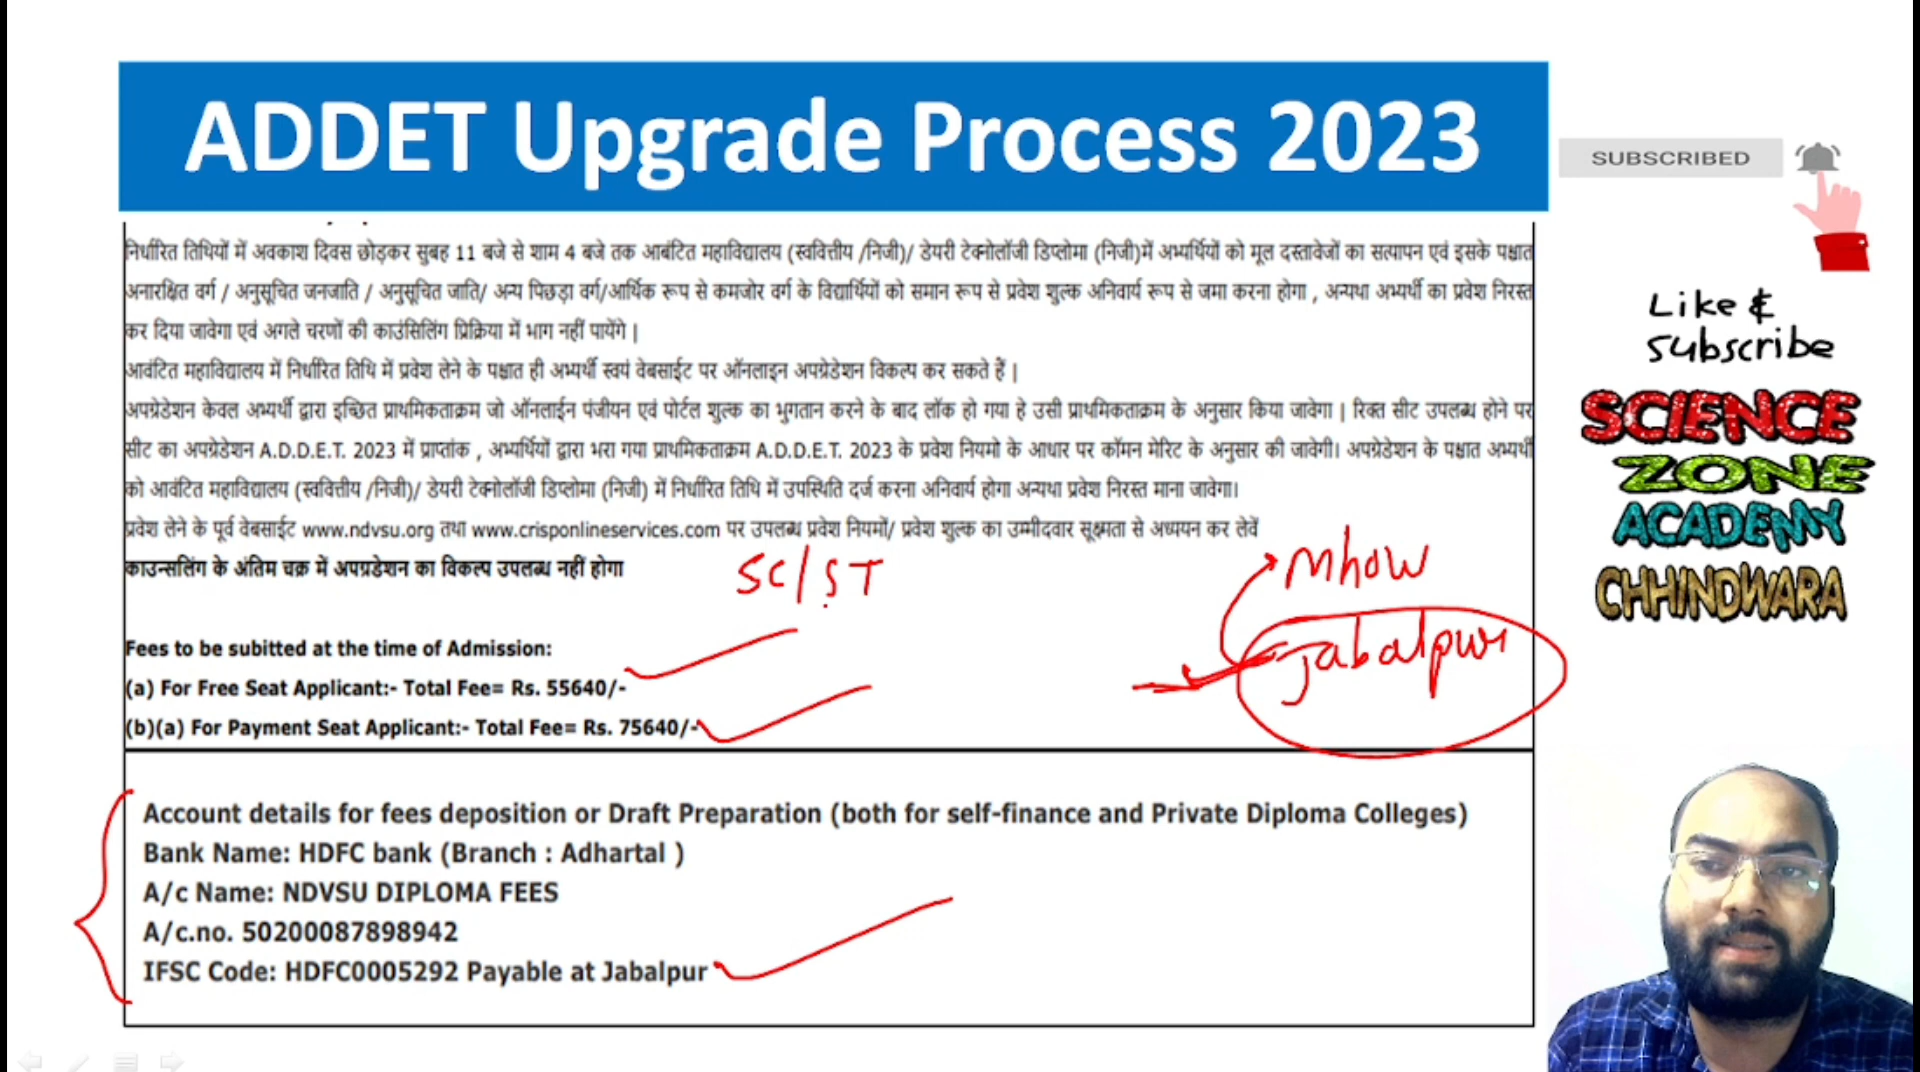 ADDET Upgrade Process 2023
SUBSCRIBED
निर्धारित तिथियों में अवकाश दिवस छोड़कर सुबह 11 बजे से शाम 4 बजे तक आबंटित महाविद्यालय (स्ववित्तीय /निजी)/ डेयरी टेक्नोलॉजी डिप्लोमा (निजी)में अभ्यर्थियों को मूल दस्तावेजों का सत्यापन एवं इसके पश्चात
अनारक्षित वर्ग / अनुसूचित जनजाति / अनुसूचित जाति/ अन्य पिछड़ा वर्ग/आर्थिक रूप से कमजोर वर्ग के विद्यार्थियों को समान रूप से प्रवेश शुल्क अनिवार्य रूप से जमा करना होगा , अन्यथा अभ्यर्थी का प्रवेश निरस्त
कर दिया जावेगा एवं अगले चरणों की काउंसिलिंग प्रिक्रिया में भाग नहीं पायेंगे |
आवंटित महाविद्यालय में निर्धारित तिथि में प्रवेश लेने के पश्चात ही अभ्यर्थी स्वयं वेबसाईट पर ऑनलाइन अपग्रेडेशन विकल्प कर सकते हैं |
अपग्रेडेशन केवल अभ्यर्थी द्वारा इच्छित प्राथमिकताक्रम जो ऑनलाईन पंजीयन एवं पोर्टल शुल्क का भुगतान करने के बाद लॉक हो गया हे उसी प्राथमिकताक्रम के अनुसार किया जावेगा | रिक्त सीट उपलब्ध होने पर
सीट का अपग्रेडेशन A.D.D.E.T. 2023 में प्राप्तांक , अभ्यर्थियों द्वारा भरा गया प्राथमिकताक्रम A.D.D.E.T. 2023 के प्रवेश नियमो के आधार पर कॉमन मेरिट के अनुसार की जावेगी। अपग्रेडेशन के पश्चात अभ्यर्थी
को आवंटित महाविद्यालय (स्ववित्तीय /निजी)/ डेयरी टेक्नोलॉजी डिप्लोमा (निजी) में निर्धारित तिथि में उपस्थिति दर्ज करना अनिवार्य होगा अन्यथा प्रवेश निरस्त माना जावेगा।
प्रवेश लेने के पूर्व वेबसाईट www.ndvsu.org तथा www.crisponlineservices.com पर उपलब्ध प्रवेश नियमों/ प्रवेश शुल्क का उम्मीदवार सूक्ष्मता से अध्ययन कर लेवें
काउन्सलिंग के अंतिम चक्र में अपग्रडेशन का विकल्प उपलब्ध नहीं होगा
SC/ST
Mhow
Jabalpur
Fees to be subitted at the time of Admission:
(a) For Free Seat Applicant:- Total Fee= Rs. 55640/-
(b)(a) For Payment Seat Applicant:- Total Fee= Rs. 75640/-
Account details for fees deposition or Draft Preparation (both for self-finance and Private Diploma Colleges)
Bank Name: HDFC bank (Branch : Adhartal )
A/c Name: NDVSU DIPLOMA FEES
A/c.no. 50200087898942
IFSC Code: HDFC0005292 Payable at Jabalpur
Like &
Subscribe
SCIENCE
ZONE
ACADEMY
CHHINDWARA